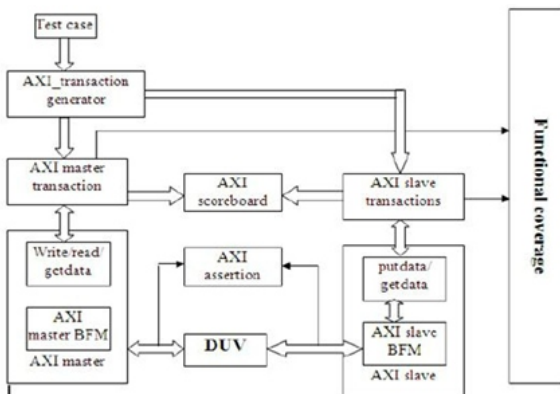 Test case
AXI_transaction
generator
AXI master
transaction
AXI
scoreboard
AXI slave
transactions
Functional coverage
Write/read/
getdata
AXI
master BFM
AXI master
AXI
assertion
DUV
putdata/
getdata
AXI slave
BFM
AXI slave